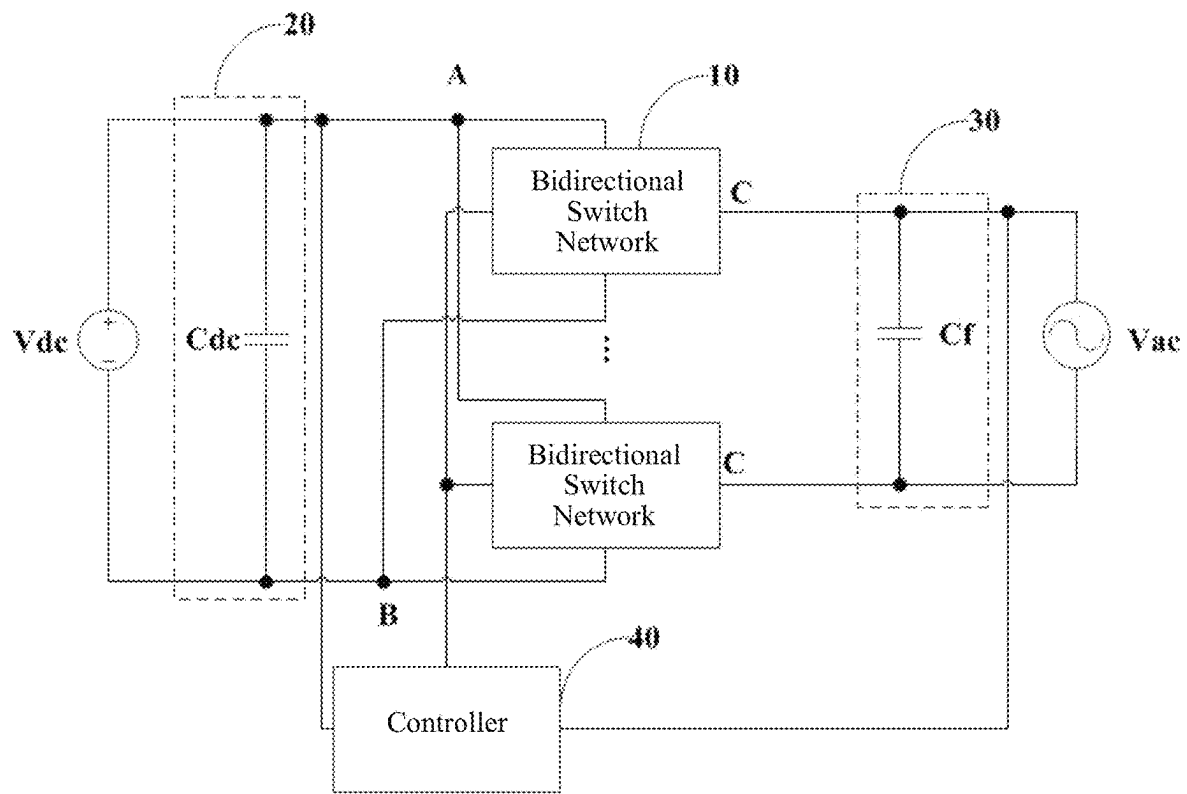 20
A
10
30
Bidirectional
Switch
Network
C
Vdc
+
−
Cdc
Cf
Vac
Bidirectional
Switch
Network
C
B
40
Controller